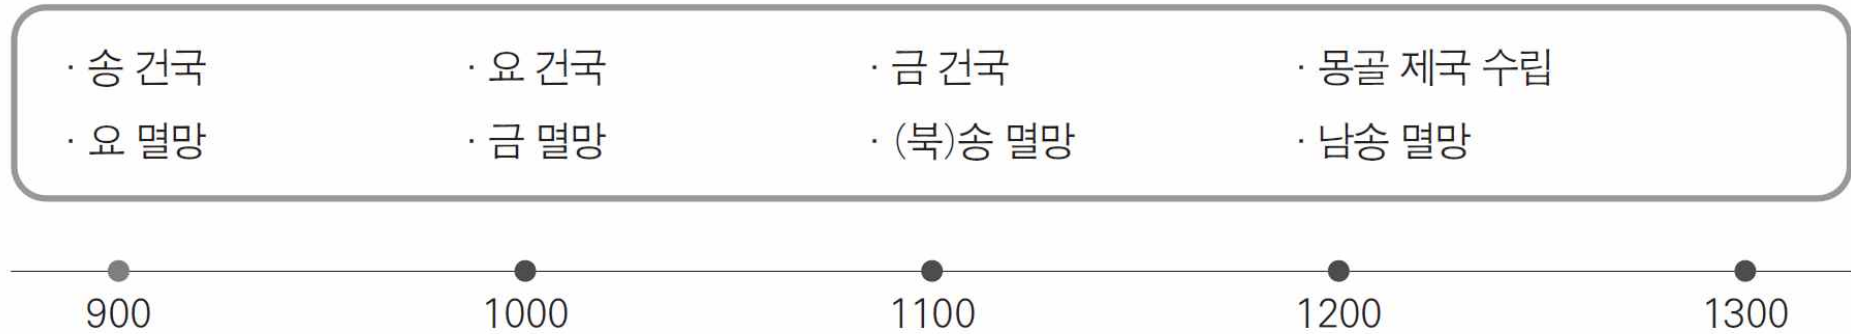 · 송 건국 · 요 건국 · 금 건국 · 몽골 제국 수립
· 요 멸망 · 금 멸망 · (북)송 멸망 · 남송 멸망
900 1000 1100 1200 1300